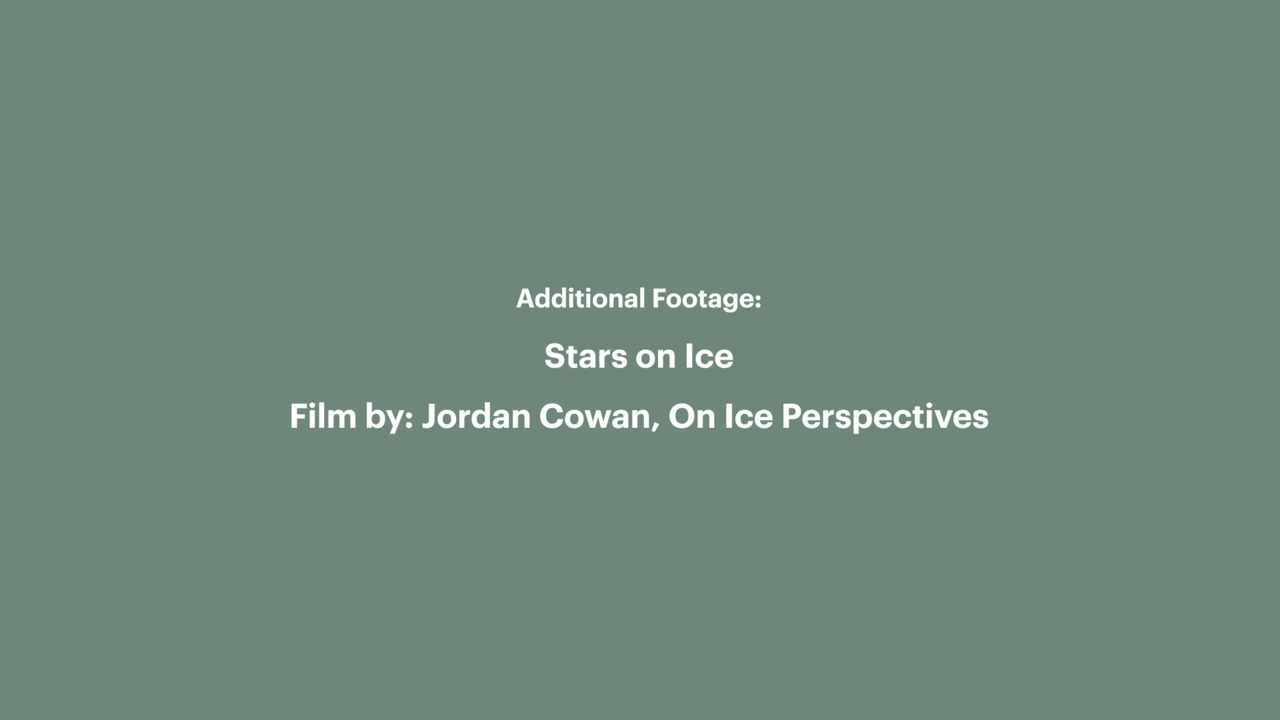 Additional Footage:
Stars on Ice
Film by: Jordan Cowan, On Ice Perspectives